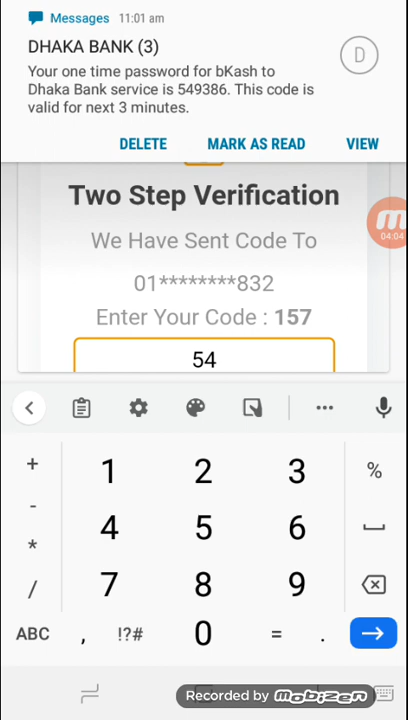 Messages 11:01 am
DHAKA BANK (3)
D
Your one time password for bKash to
Dhaka Bank service is 549386. This code is
valid for next 3 minutes.
DELETE MARK AS READ VIEW
Two Step Verification
04:04
We Have Sent Code To
01********832
Enter Your Code : 157
54
+ 1 2 3 %
- 4 5 6
* 
/ 7 8 9
ABC , !?# 0 = .
Recorded by mobizen